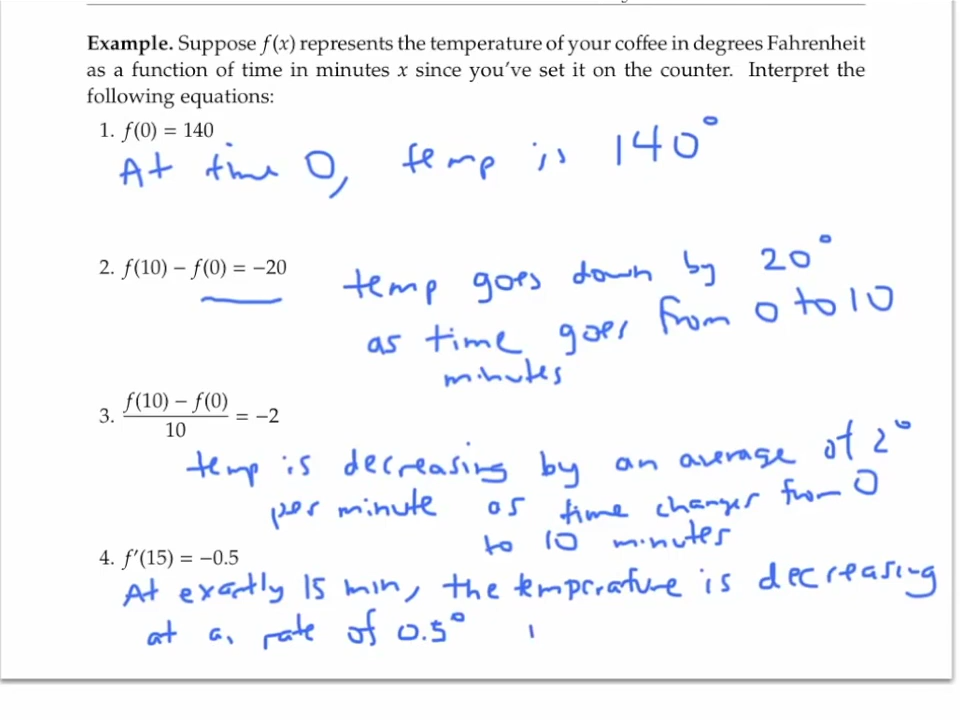 Example. Suppose f(x) represents the temperature of your coffee in degrees Fahrenheit
as a function of time in minutes x since you've set it on the counter. Interpret the
following equations:
1. f(0) = 140
At time 0, temp is 140°
2. f(10) − f(0) = −20
temp goes down by 20°
as time goes from 0 to 10
minutes
3. f(10) − f(0)
10
= −2
temp is decreasing by an average of 2°
per minute as time changes from 0
to 10 minutes
4. f′(15) = −0.5
At exactly 15 min, the temperature is decreasing
at a rate of 0.5°